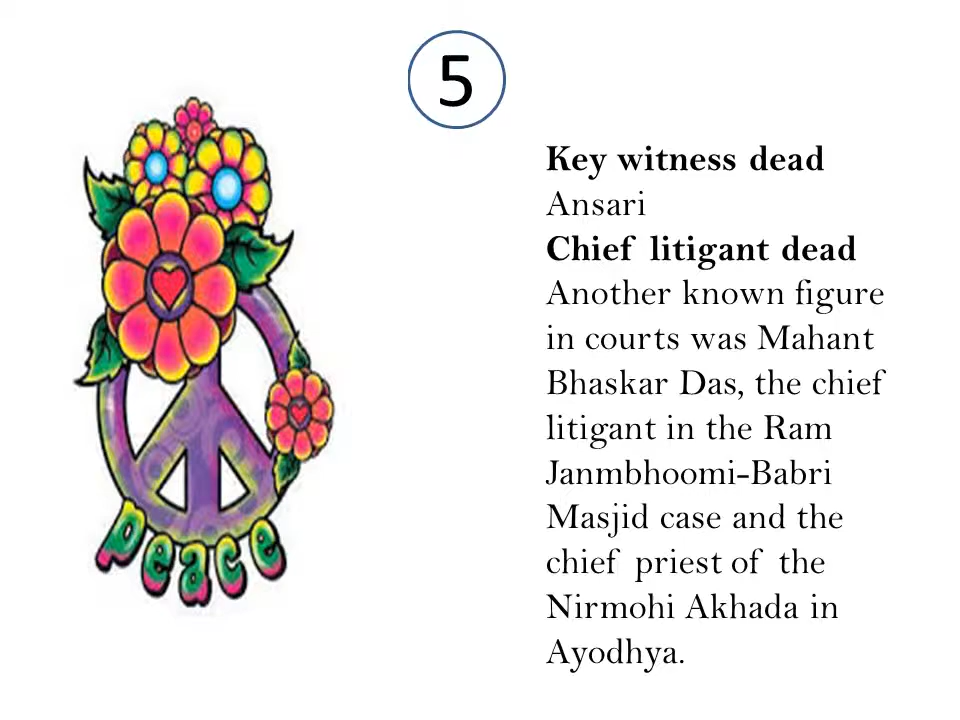 5
Key witness dead
Ansari
Chief litigant dead
Another known figure
in courts was Mahant
Bhaskar Das, the chief
litigant in the Ram
Janmbhoomi-Babri
Masjid case and the
chief priest of the
Nirmohi Akhada in
Ayodhya.
peace